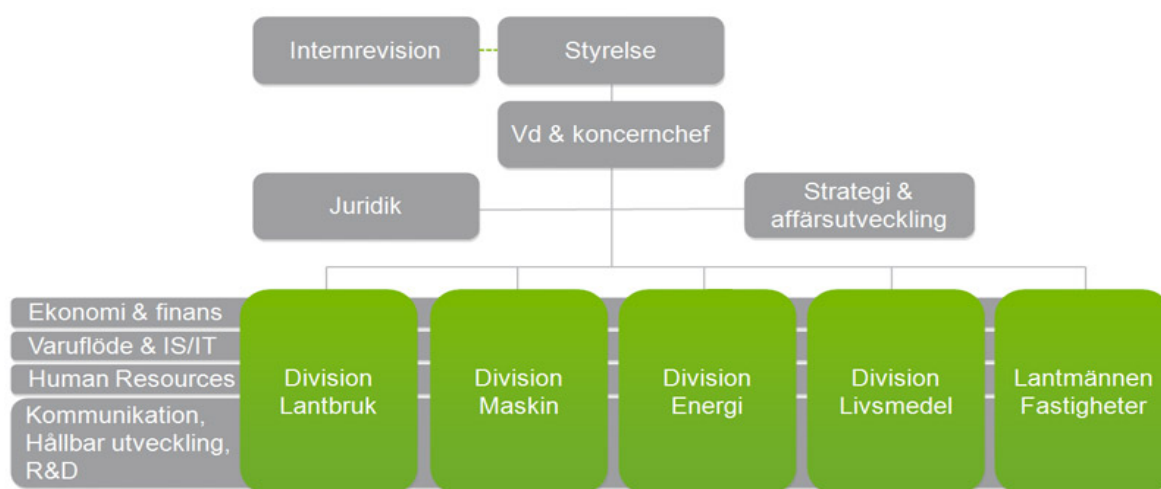 Internrevision
Styrelse
Vd & koncernchef
Juridik
Strategi &
affärsutveckling
Ekonomi & finans
Varuflöde & IS/IT
Human Resources
Kommunikation,
Hållbar utveckling,
R&D
Division
Lantbruk
Division
Maskin
Division
Energi
Division
Livsmedel
Lantmännen
Fastigheter